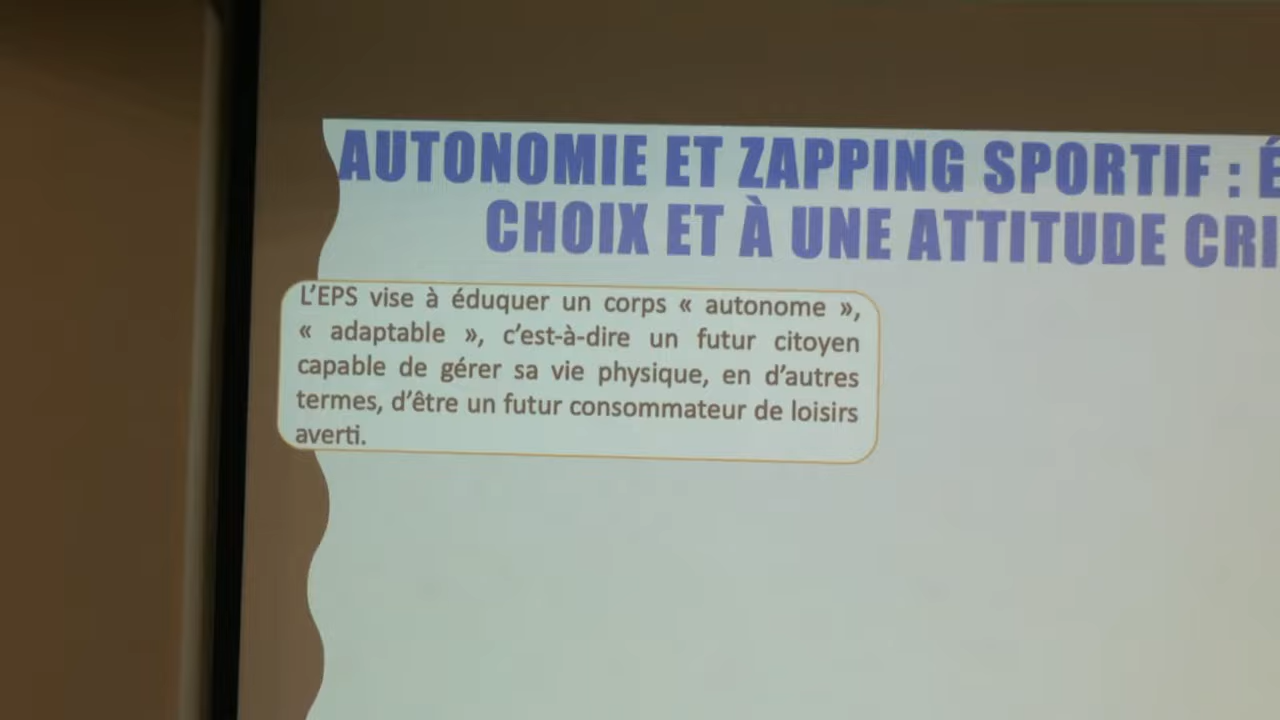 AUTONOMIE ET ZAPPING SPORTIF : É
CHOIX ET À UNE ATTITUDE CRI
L'EPS vise à éduquer un corps « autonome »,
« adaptable », c'est-à-dire un futur citoyen
capable de gérer sa vie physique, en d'autres
termes, d'être un futur consommateur de loisirs
averti.